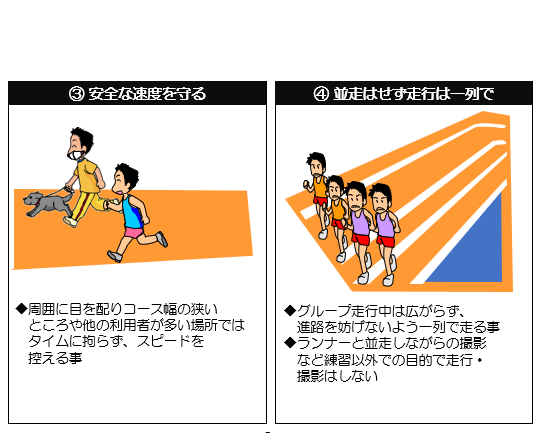 ③ 安全な速度を守る
◆周囲に目を配りコース幅の狭い
ところや他の利用者が多い場所では
タイムに拘らず、スピードを
控える事
④ 並走はせず走行は一列で
◆グループ走行中は広がらず、
進路を妨げないよう一列で走る事
◆ランナーと並走しながらの撮影
など練習以外での目的で走行・
撮影はしない